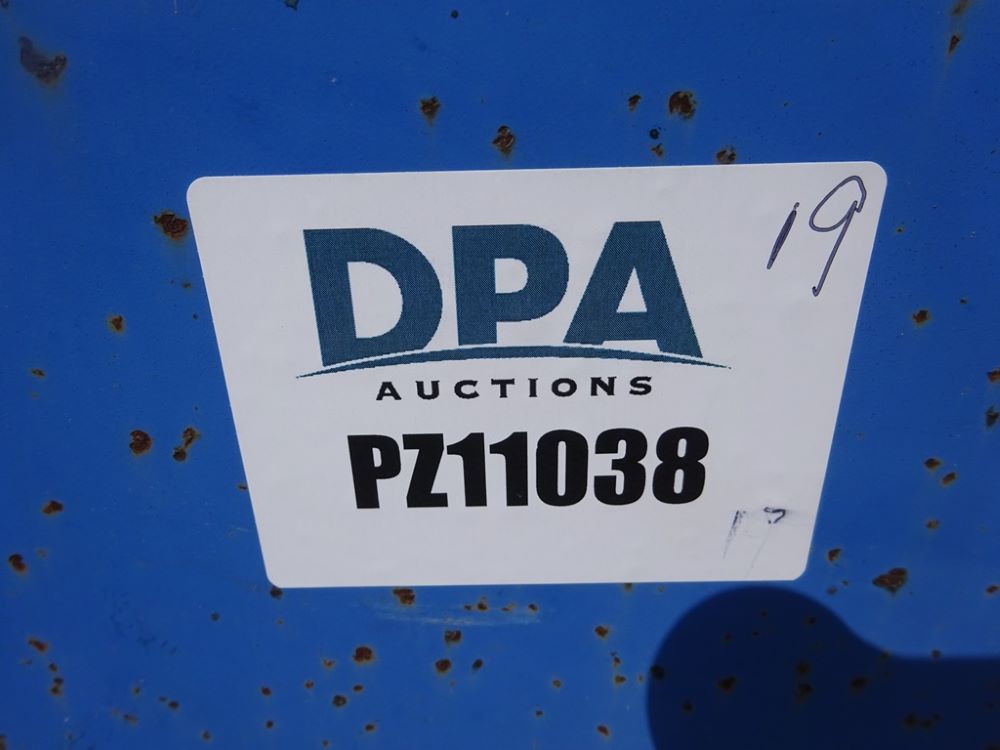 19
DPA
AUCTIONS
PZ11038